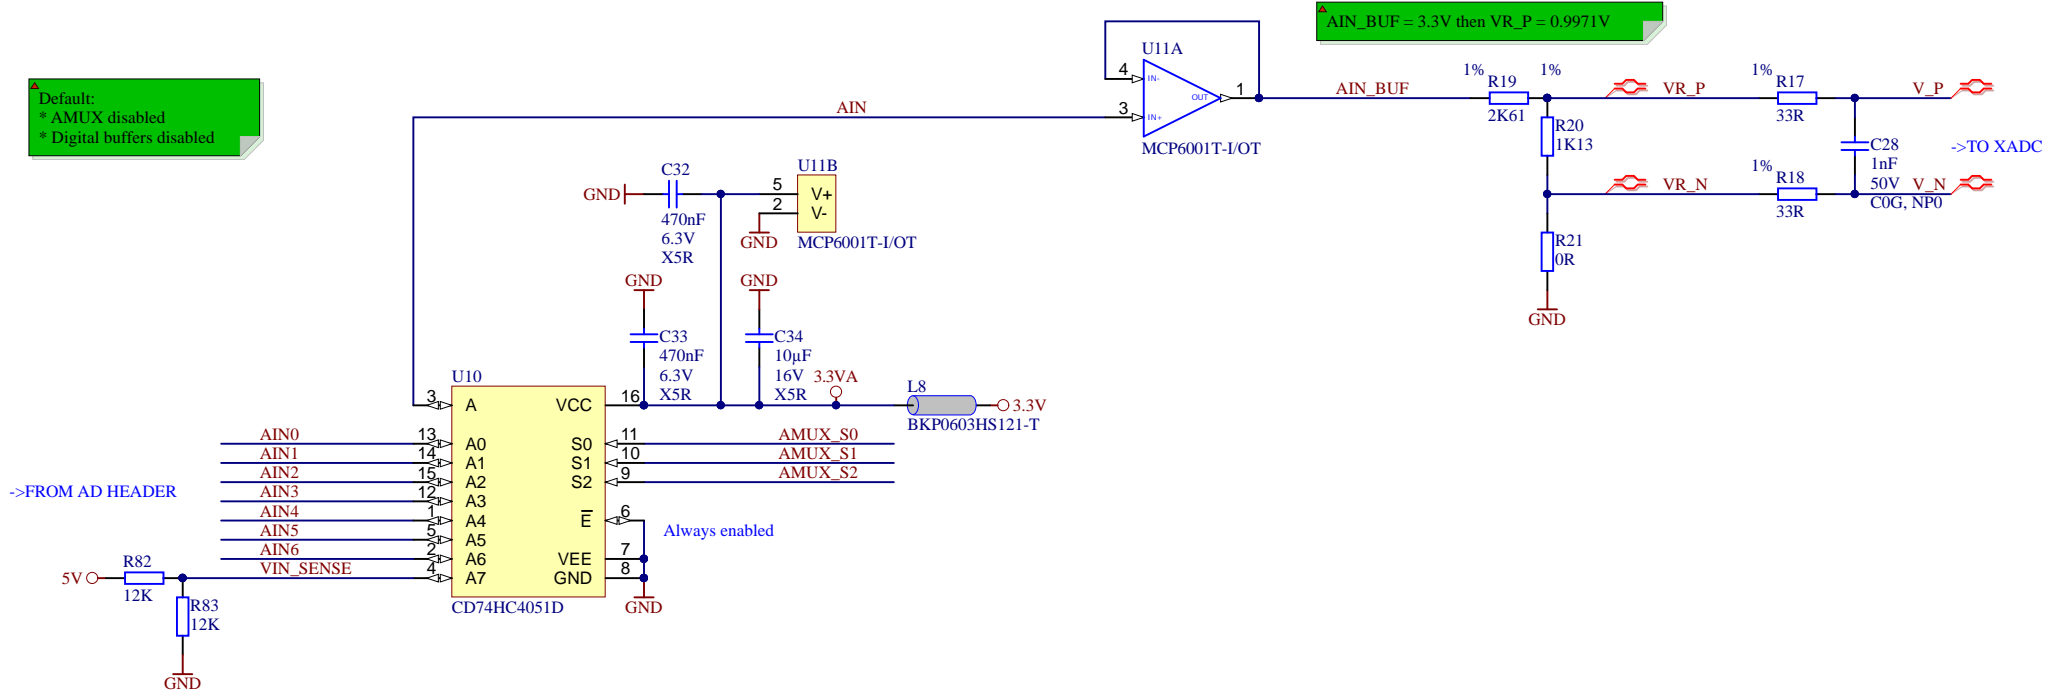 AIN_BUF = 3.3V then VR_P = 0.9971V
Default:
* AMUX disabled
* Digital buffers disabled
U11A
4
IN-
3
IN+
OUT
1
MCP6001T-I/OT
AIN
AIN_BUF
1%
R19
1%
2K61
VR_P
1%
R17
33R
V_P
R20
1K13
C28
1nF
50V
C0G, NP0
->TO XADC
VR_N
1%
R18
33R
V_N
R21
0R
GND
C32
GND
470nF
6.3V
X5R
U11B
5
V+
2
V-
GND
MCP6001T-I/OT
GND
GND
C33
470nF
6.3V
X5R
C34
10µF
16V
X5R
3.3VA
L8
3.3V
BKP0603HS121-T
U10
3
A
VCC
16
AIN0
13
A0
S0
11
AMUX_S0
AIN1
14
A1
S1
10
AMUX_S1
AIN2
15
A2
S2
9
AMUX_S2
->FROM AD HEADER
AIN3
12
A3
AIN4
1
A4
E
6
Always enabled
AIN5
5
A5
AIN6
2
A6
VEE
7
VIN_SENSE
4
A7
GND
8
CD74HC4051D
GND
R82
5V
12K
R83
12K
GND